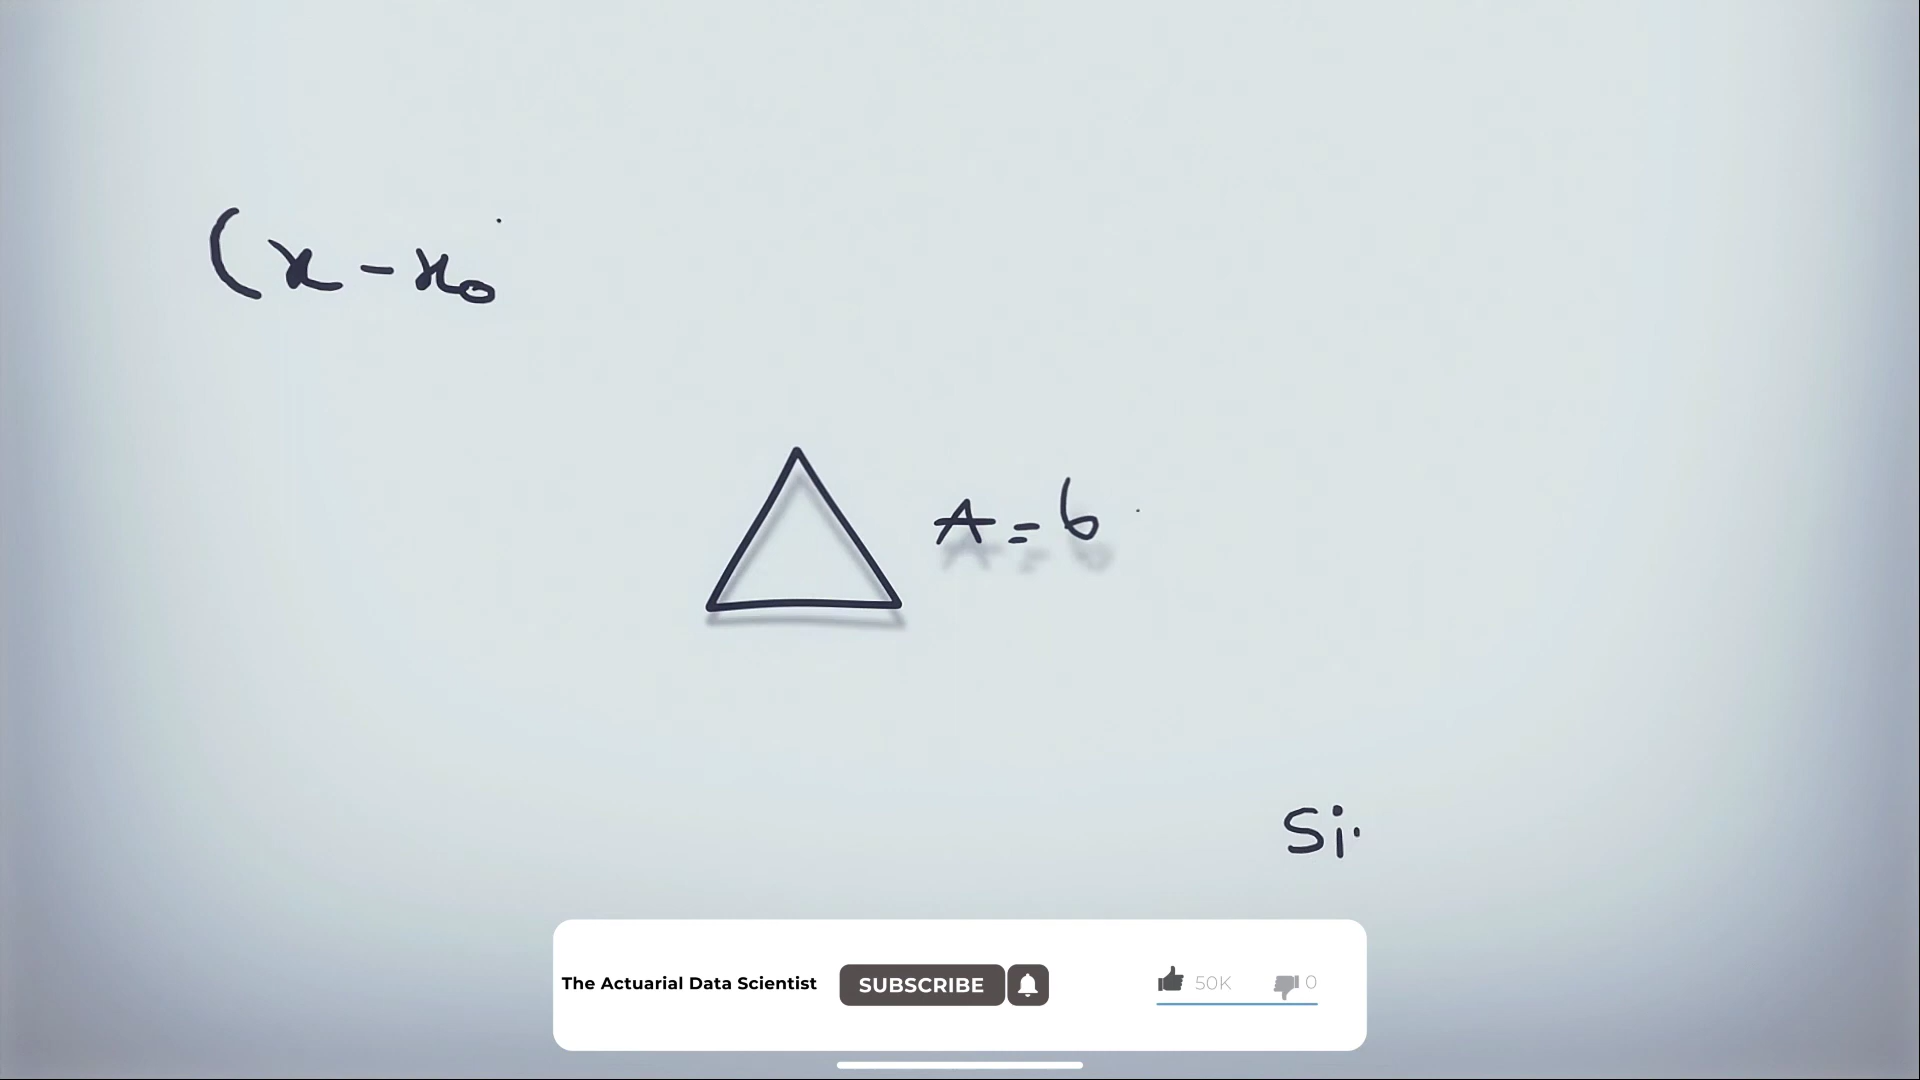 (x - x₀
A = 6
Si
The Actuarial Data Scientist SUBSCRIBE 50K 0